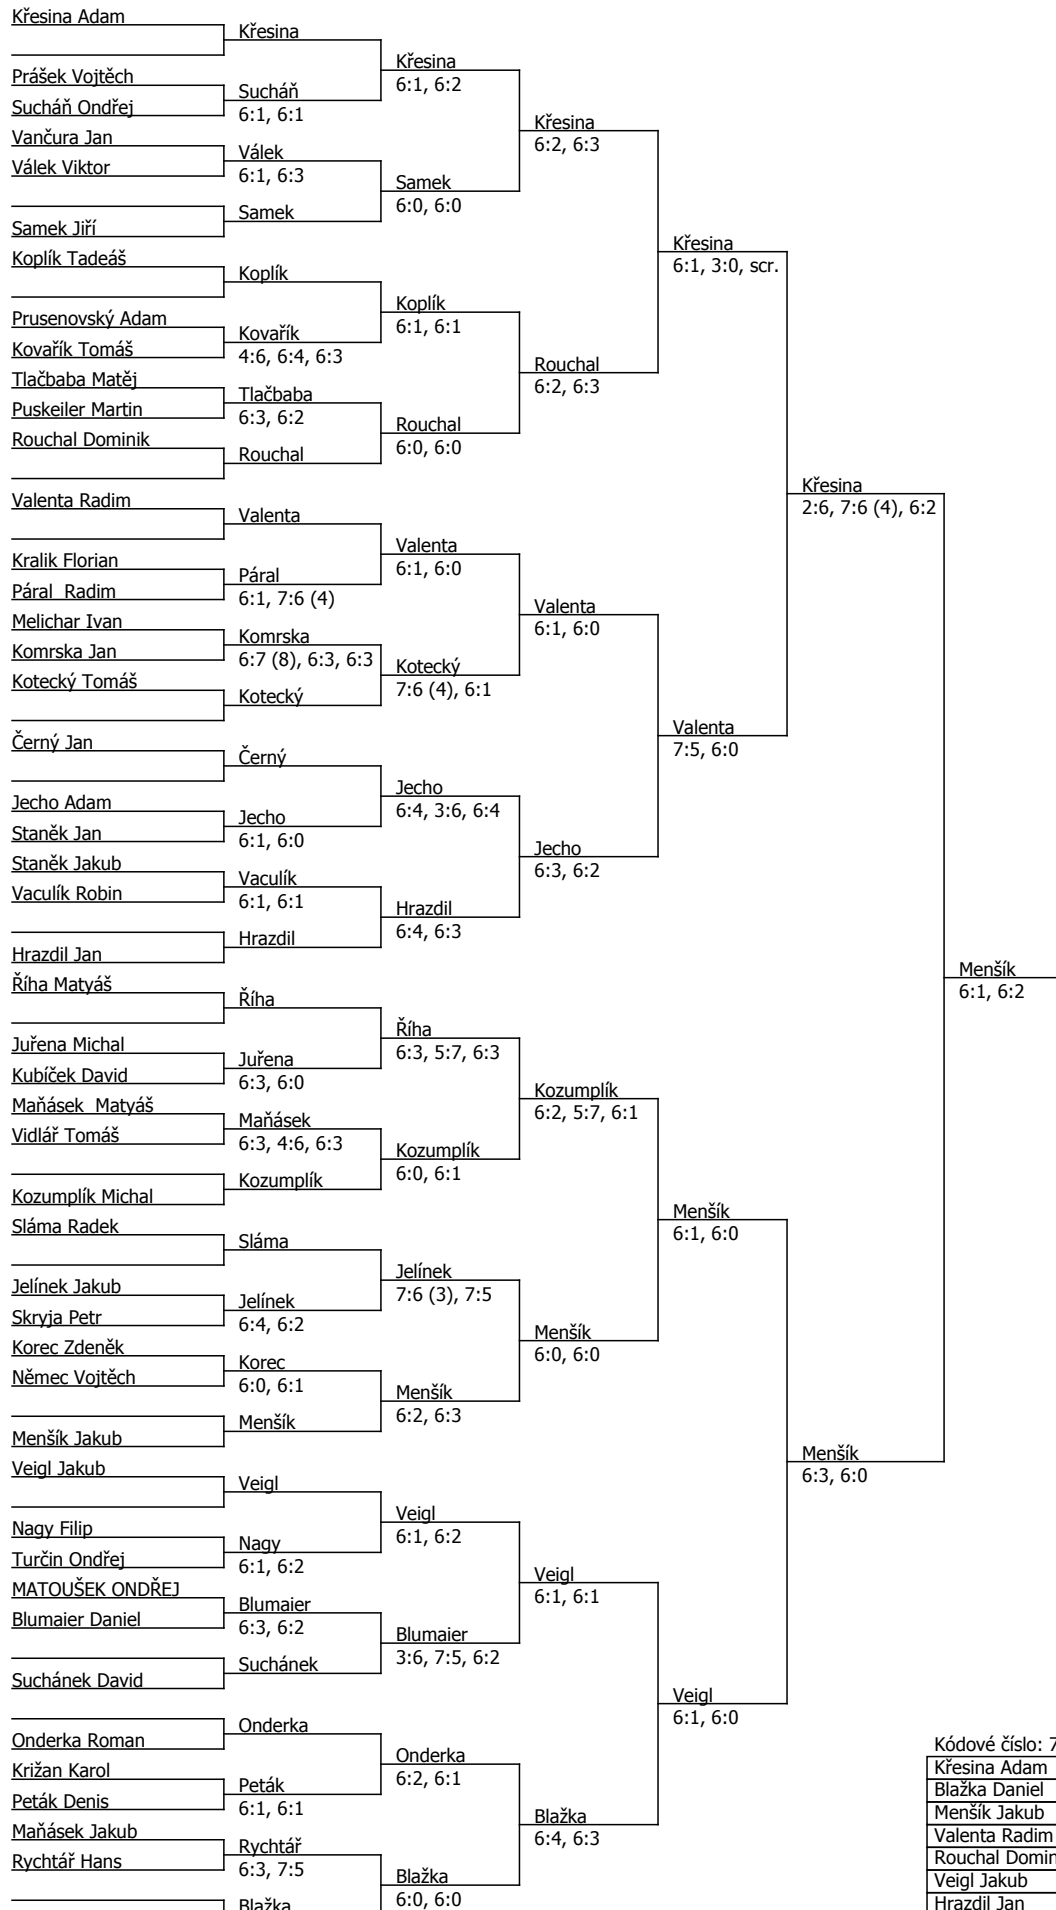 Křesina Adam
Prášek Vojtěch
Sucháň Ondřej
Vančura Jan
Válek Viktor
Samek Jiří
Koplík Tadeáš
Prusenovský Adam
Kovařík Tomáš
Tlačbaba Matěj
Puskeiler Martin
Rouchal Dominik
Valenta Radim
Kralik Florian
Páral  Radim
Melichar Ivan
Komrska Jan
Kotecký Tomáš
Černý Jan
Jecho Adam
Staněk Jan
Staněk Jakub
Vaculík Robin
Hrazdil Jan
Říha Matyáš
Juřena Michal
Kubíček David
Maňásek  Matyáš
Vidlář Tomáš
Kozumplík Michal
Sláma Radek
Jelínek Jakub
Skryja Petr
Korec Zdeněk
Němec Vojtěch
Menšík Jakub
Veigl Jakub
Nagy Filip
Turčin Ondřej
MATOUŠEK ONDŘEJ
Blumaier Daniel
Suchánek David
Onderka Roman
Križan Karol
Peták Denis
Maňásek Jakub
Rychtář Hans
Křesina
Sucháň
6:1, 6:1
Válek
6:1, 6:3
Samek
Koplík
Kovařík
4:6, 6:4, 6:3
Tlačbaba
6:3, 6:2
Rouchal
Valenta
Páral
6:1, 7:6 (4)
Komrska
6:7 (8), 6:3, 6:3
Kotecký
Černý
Jecho
6:1, 6:0
Vaculík
6:1, 6:1
Hrazdil
Říha
Juřena
6:3, 6:0
Maňásek
6:3, 4:6, 6:3
Kozumplík
Sláma
Jelínek
6:4, 6:2
Korec
6:0, 6:1
Menšík
Veigl
Nagy
6:1, 6:2
Blumaier
6:3, 6:2
Suchánek
Onderka
Peták
6:1, 6:1
Rychtář
6:3, 7:5
Blažka
Křesina
6:1, 6:2
Samek
6:0, 6:0
Koplík
6:1, 6:1
Rouchal
6:0, 6:0
Valenta
6:1, 6:0
Kotecký
7:6 (4), 6:1
Jecho
6:4, 3:6, 6:4
Hrazdil
6:4, 6:3
Říha
6:3, 5:7, 6:3
Kozumplík
6:0, 6:1
Jelínek
7:6 (3), 7:5
Menšík
6:2, 6:3
Veigl
6:1, 6:2
Blumaier
3:6, 7:5, 6:2
Onderka
6:2, 6:1
Blažka
6:0, 6:0
Křesina
6:2, 6:3
Rouchal
6:2, 6:3
Valenta
6:1, 6:0
Jecho
6:3, 6:2
Kozumplík
6:2, 5:7, 6:1
Menšík
6:0, 6:0
Veigl
6:1, 6:1
Blažka
6:4, 6:3
Křesina
6:1, 3:0, scr.
Valenta
7:5, 6:0
Menšík
6:1, 6:0
Veigl
6:1, 6:0
Křesina
2:6, 7:6 (4), 6:2
Menšík
6:3, 6:0
Menšík
6:1, 6:2
Kódové číslo: 7
Křesina Adam
Blažka Daniel
Menšík Jakub
Valenta Radim
Rouchal Domin
Veigl Jakub
Hrazdil Jan